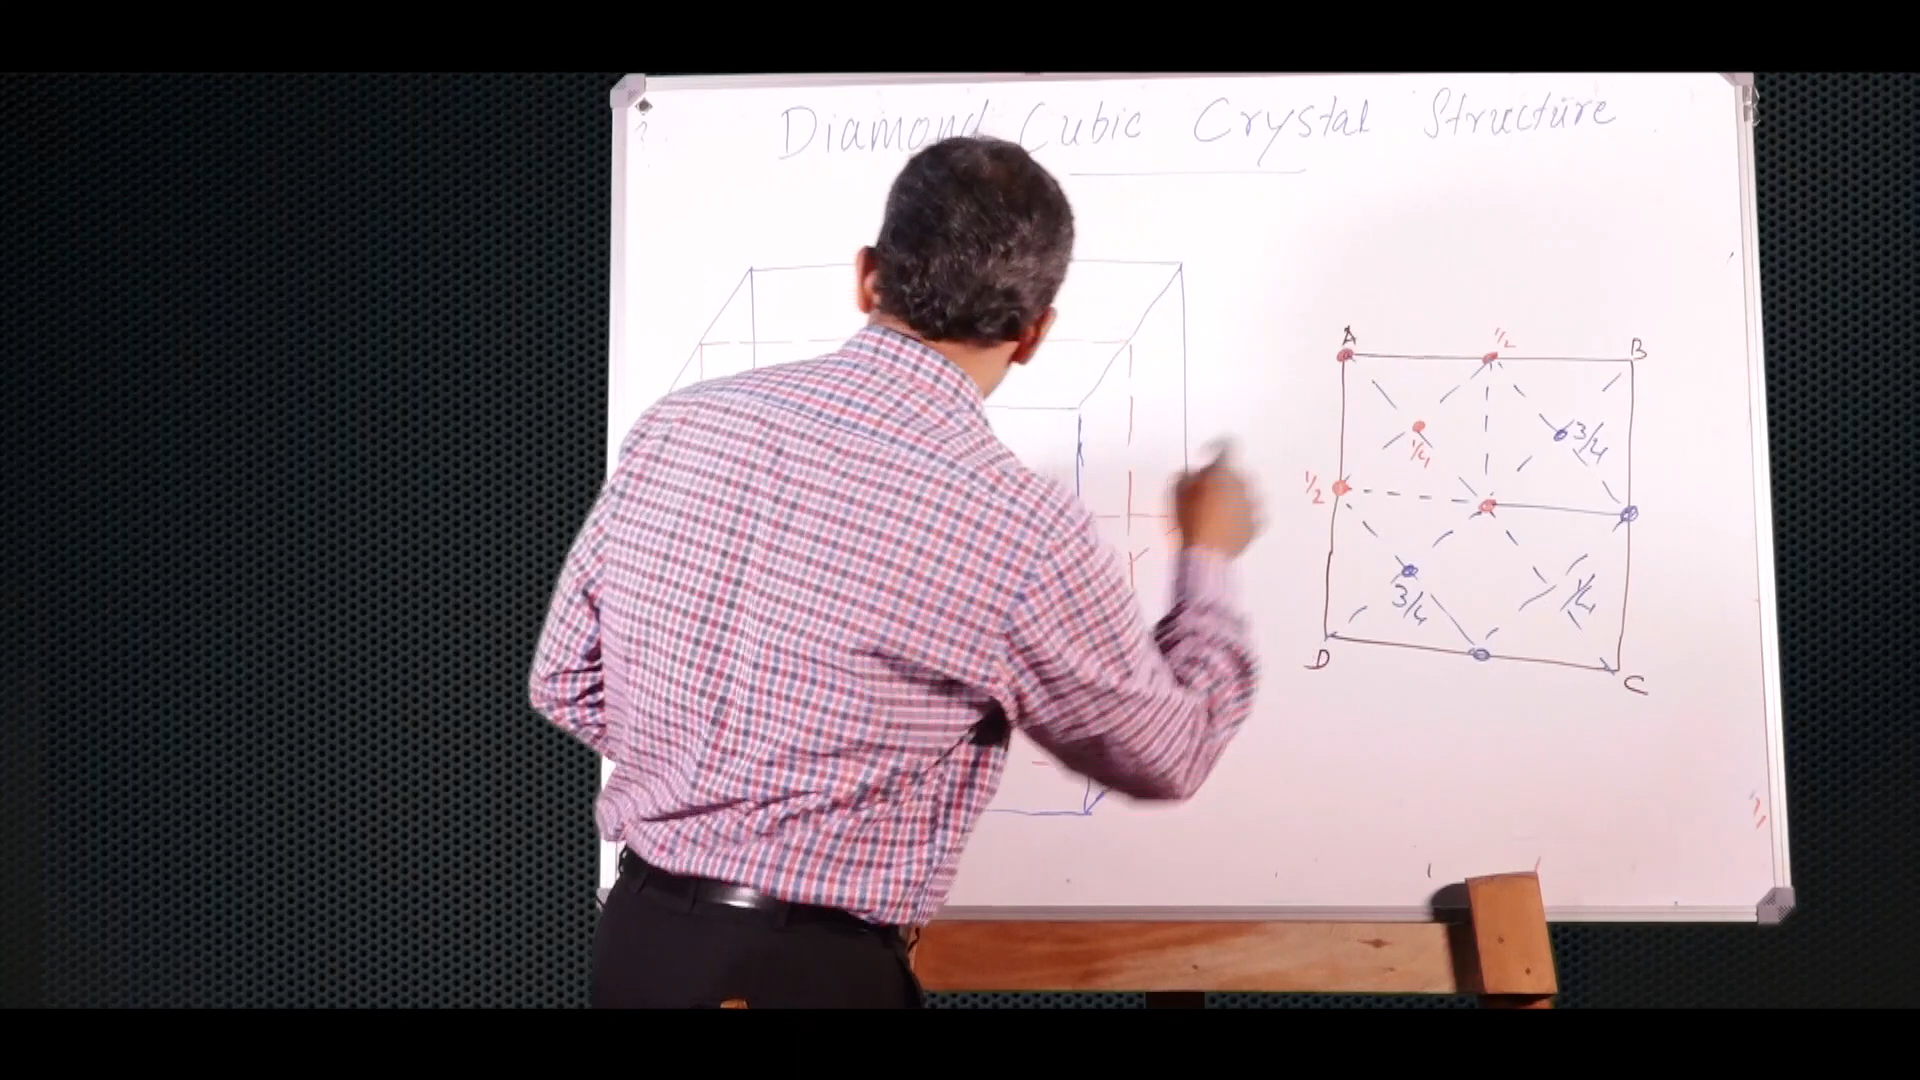 Diamond Cubic Crystal Structure
A 1/2 B
3/4
1/4
1/2
3/4 1/4
D
C